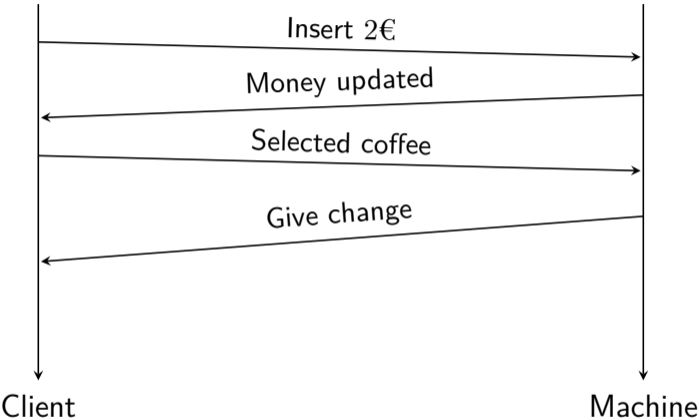 Insert 2€
Money updated
Selected coffee
Give change
Client
Machine